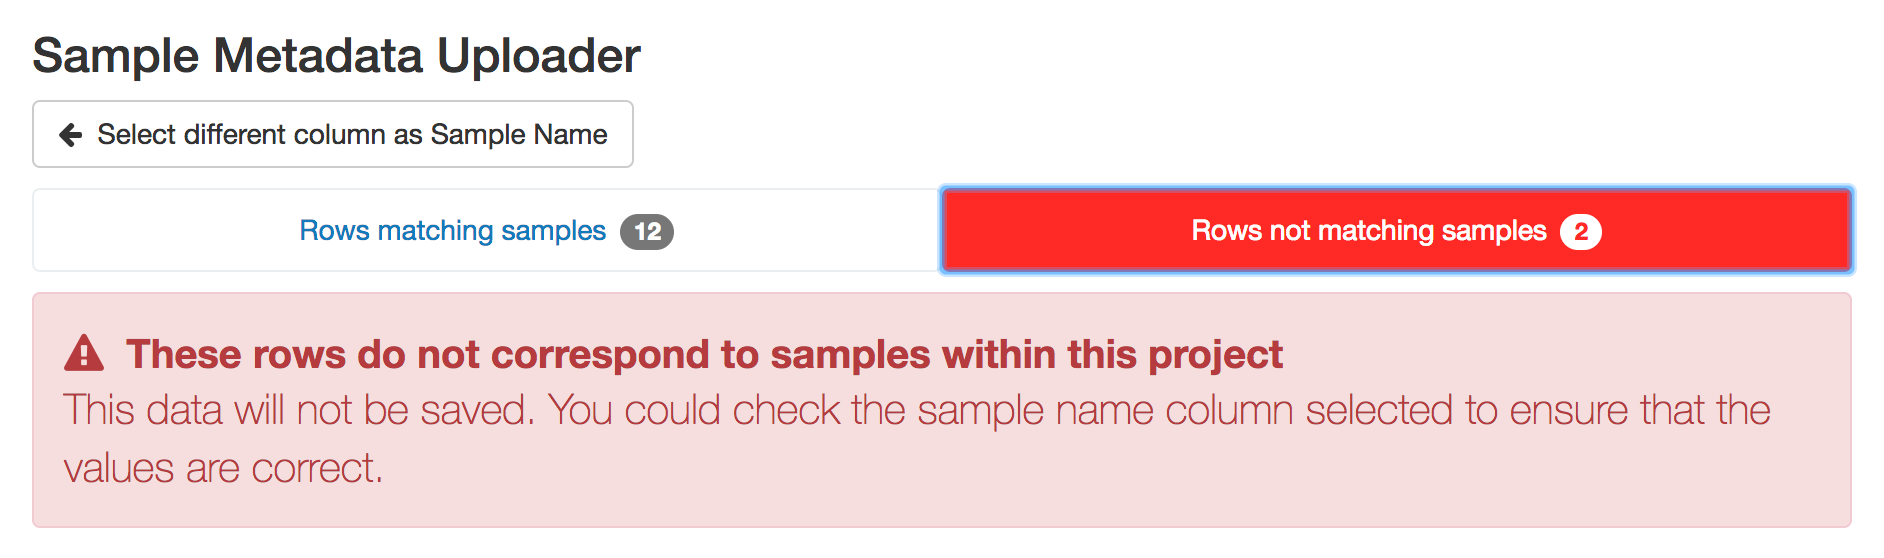 Sample Metadata Uploader
Select different column as Sample Name
Rows matching samples 12
Rows not matching samples 2
These rows do not correspond to samples within this project
This data will not be saved. You could check the sample name column selected to ensure that the
values are correct.